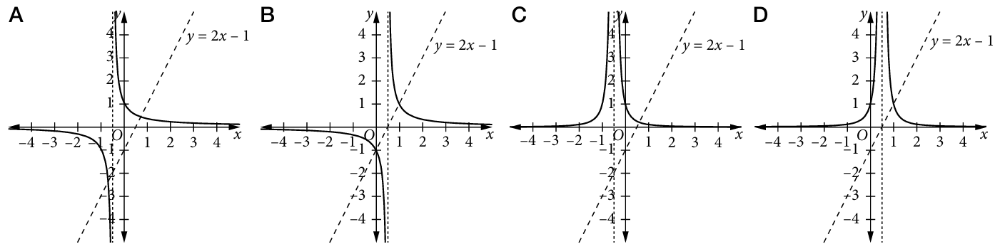 A
y
y = 2x – 1
4
3
2
1
O
x
–4 –3 –2 –1 1 2 3 4
–1
–2
–3
–4
B
y
y = 2x – 1
4
3
2
1
O
x
–4 –3 –2 –1 1 2 3 4
–1
–2
–3
–4
C
y
y = 2x – 1
4
3
2
1
O
x
–4 –3 –2 –1 1 2 3 4
–1
–2
–3
–4
D
y
y = 2x – 1
4
3
2
1
O
x
–4 –3 –2 –1 1 2 3 4
–1
–2
–3
–4